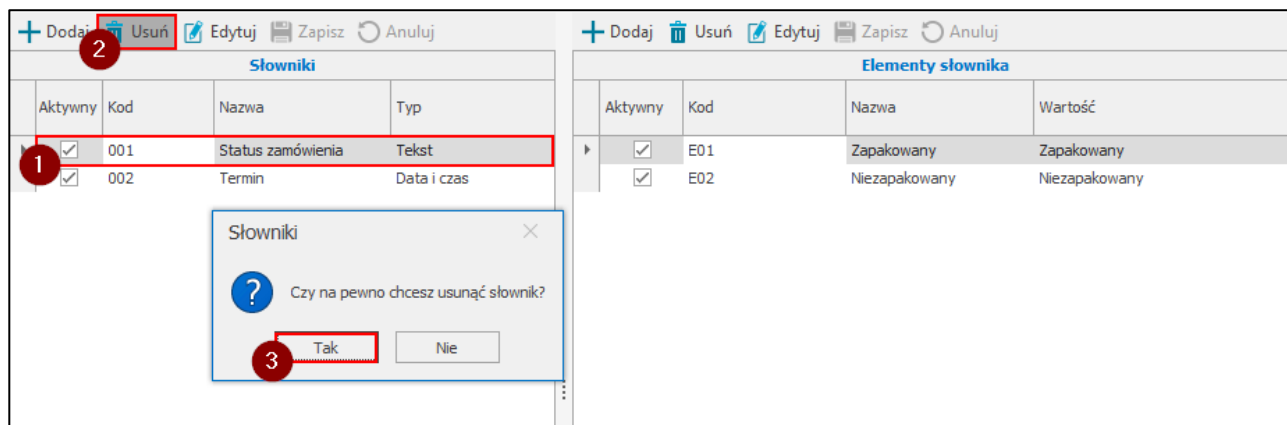 Dodaj Usuń Edytuj Zapisz Anuluj
2
Słowniki
Aktywny Kod Nazwa Typ
1 001 Status zamówienia Tekst
002 Termin Data i czas
Słowniki
Czy na pewno chcesz usunąć słownik?
3 Tak Nie
Dodaj Usuń Edytuj Zapisz Anuluj
Elementy słownika
Aktywny Kod Nazwa Wartość
E01 Zapakowany Zapakowany
E02 Niezapakowany Niezapakowany